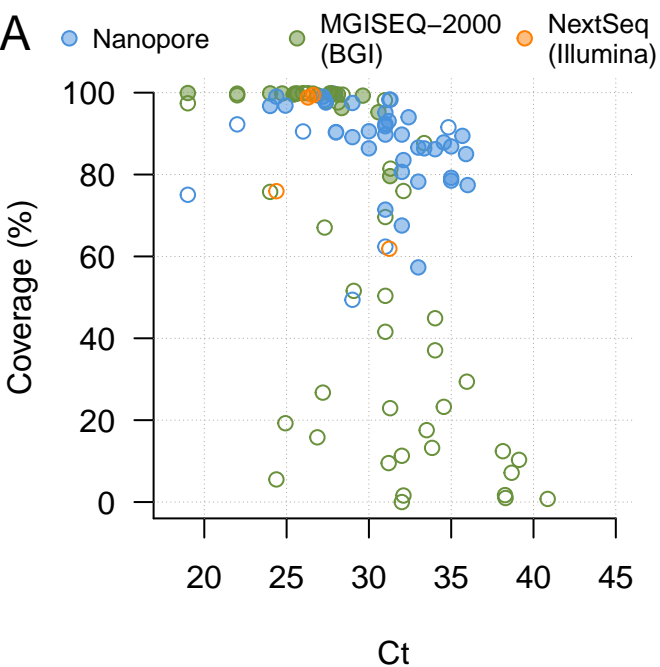 A
Nanopore
MGISEQ−2000
(BGI)
NextSeq
(Illumina)
100
80
60
40
20
0
Coverage (%)
20 25 30 35 40 45
Ct